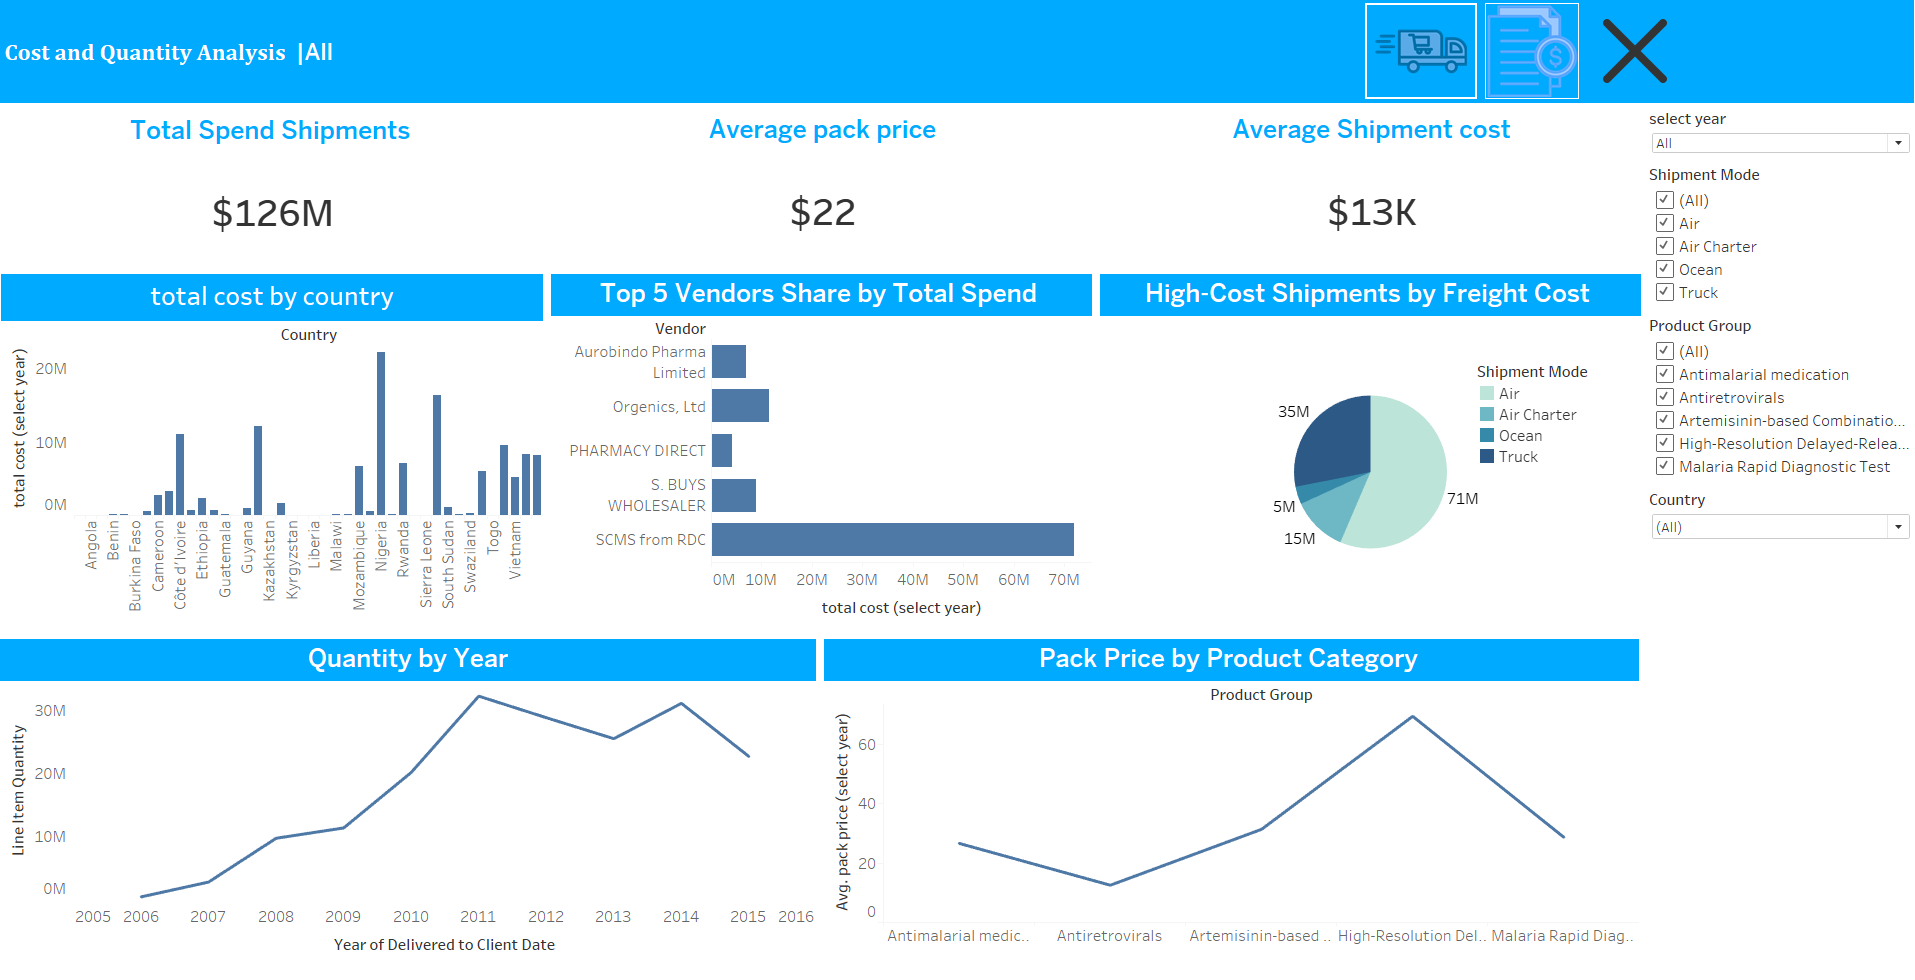 Cost and Quantity Analysis |All
Total Spend Shipments
Average pack price
Average Shipment cost
$126M
$22
$13K
select year
All
Shipment Mode
(All)
Air
Air Charter
Ocean
Truck
Product Group
(All)
Antimalarial medication
Antiretrovirals
Artemisinin-based Combinatio...
High-Resolution Delayed-Relea...
Malaria Rapid Diagnostic Test
Country
(All)
total cost by country
Country
total cost (select year)
20M
10M
0M
Angola
Benin
Burkina Faso
Cameroon
Côte d'Ivoire
Ethiopia
Guatemala
Guyana
Kazakhstan
Kyrgyzstan
Liberia
Malawi
Mozambique
Nigeria
Rwanda
Sierra Leone
South Sudan
Swaziland
Togo
Vietnam
Top 5 Vendors Share by Total Spend
Vendor
Aurobindo Pharma
Limited
Orgenics, Ltd
PHARMACY DIRECT
S. BUYS
WHOLESALER
SCMS from RDC
0M 10M 20M 30M 40M 50M 60M 70M
total cost (select year)
High-Cost Shipments by Freight Cost
Shipment Mode
Air
Air Charter
Ocean
Truck
35M
71M
5M
15M
Quantity by Year
Line Item Quantity
30M
20M
10M
0M
2005 2006 2007 2008 2009 2010 2011 2012 2013 2014 2015 2016
Year of Delivered to Client Date
Pack Price by Product Category
Product Group
Avg. pack price (select year)
60
40
20
0
Antimalarial medic.. Antiretrovirals Artemisinin-based .. High-Resolution Del.. Malaria Rapid Diag..